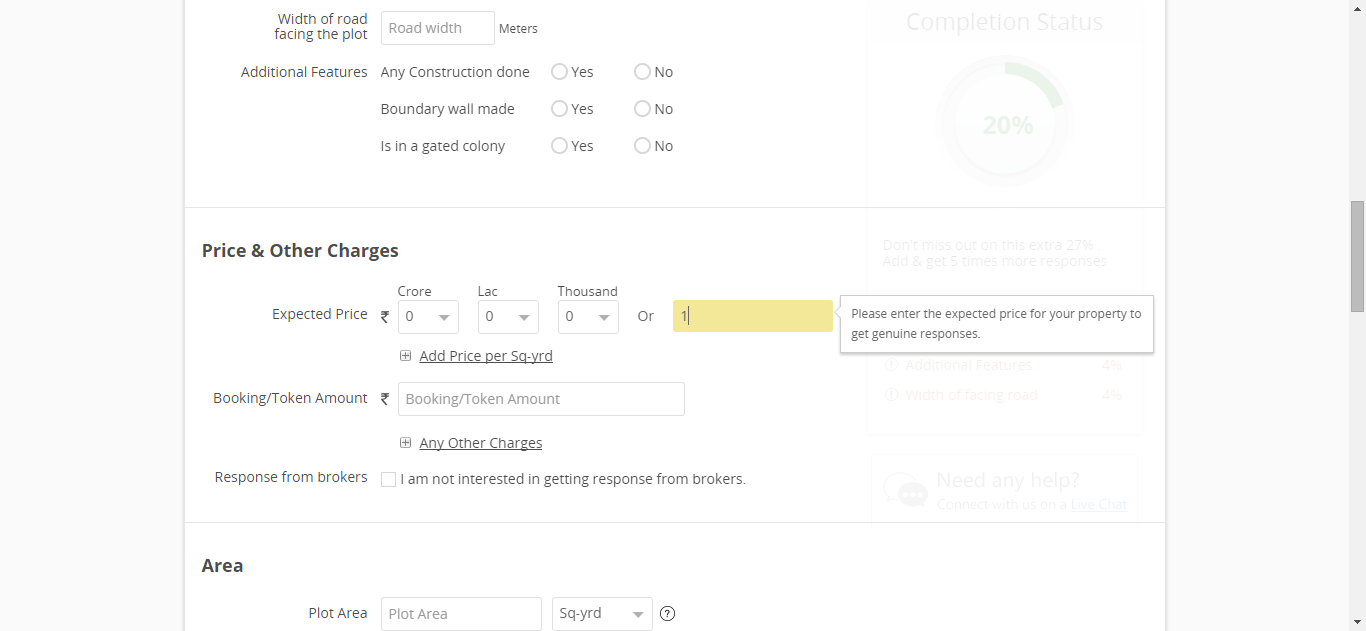 Width of road
facing the plot
Road width
Meters
Additional Features
Any Construction done
Yes
No
Boundary wall made
Yes
No
Is in a gated colony
Yes
No
Completion Status
20%
Don't miss out on this extra 27% .
Add & get 5 times more responses
Price & Other Charges
Crore
Lac
Thousand
Expected Price
₹
0
0
0
Or
1
Please enter the expected price for your property to
get genuine responses.
Add Price per Sq-yrd
Additional Features
4%
Width of facing road
4%
Booking/Token Amount
₹
Booking/Token Amount
Any Other Charges
Response from brokers
I am not interested in getting response from brokers.
Need any help?
Connect with us on a Live Chat
Area
Plot Area
Plot Area
Sq-yrd
?